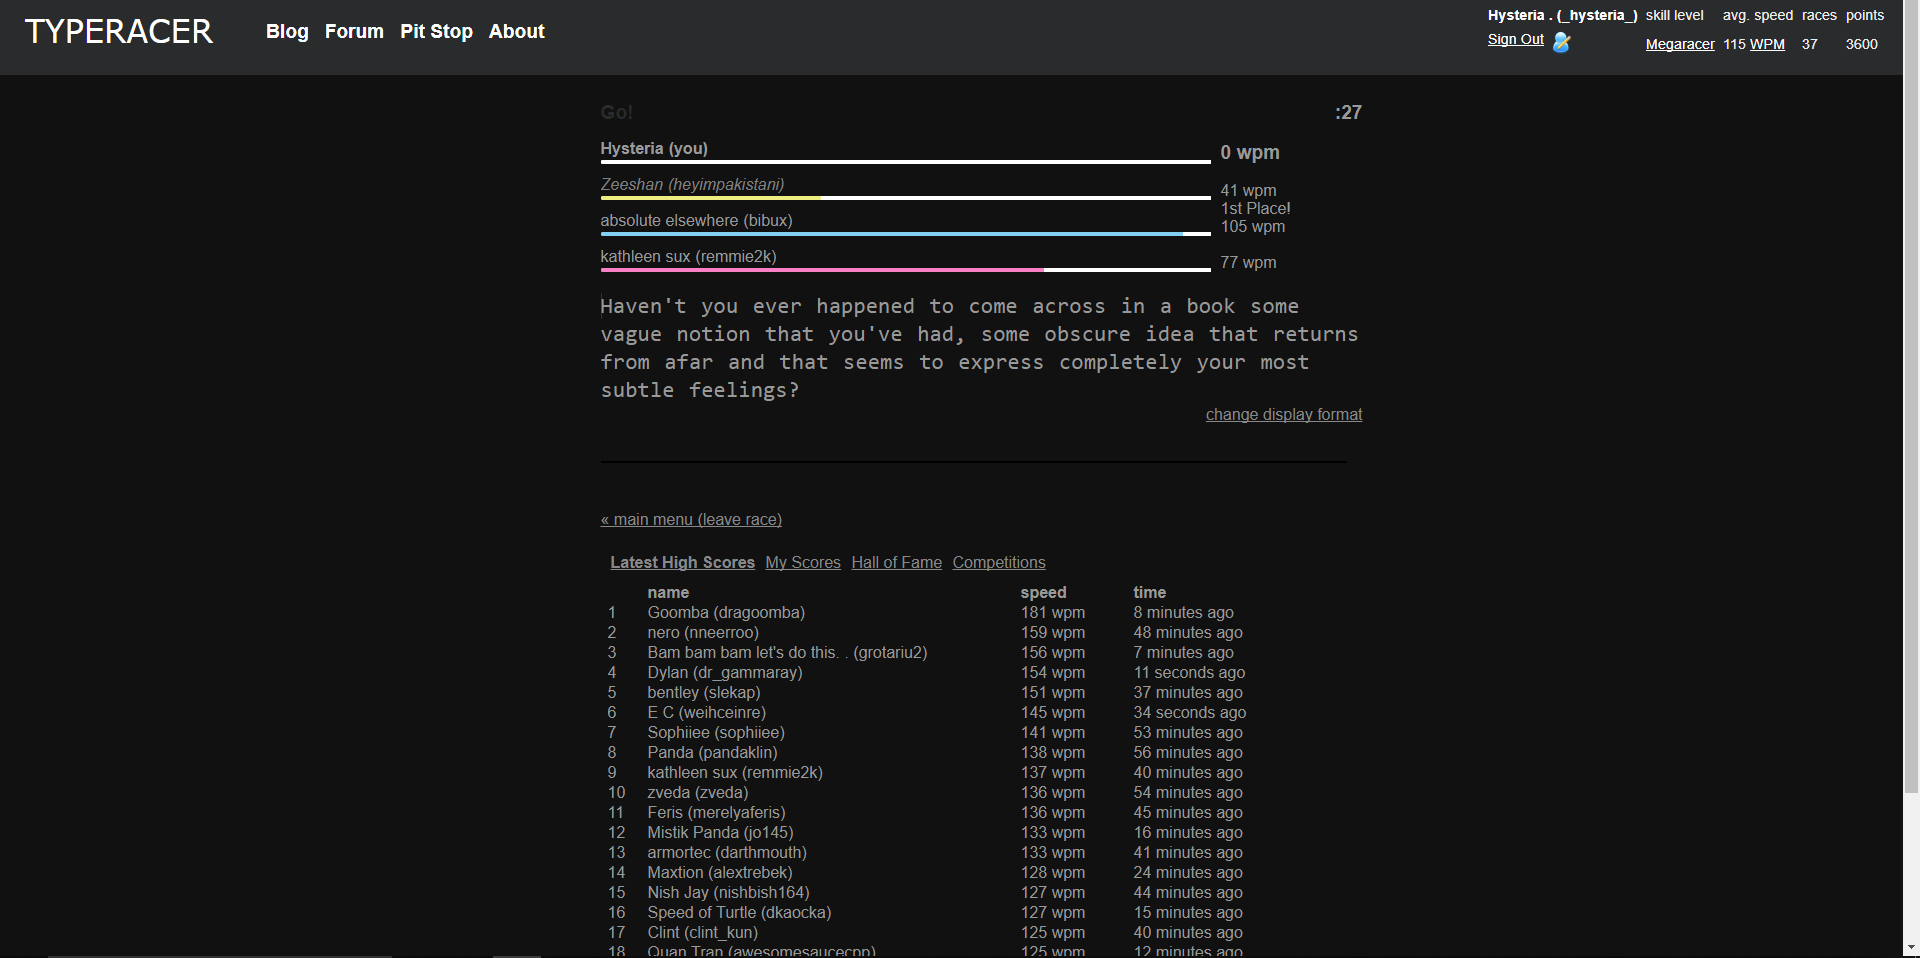 TYPERACER
Blog Forum Pit Stop About
Hysteria . (_hysteria_) skill level avg. speed races points
Sign Out Megaracer 115 WPM 37 3600
Go! :27
Hysteria (you) 0 wpm
Zeeshan (heyimpakistani) 41 wpm
1st Place!
absolute elsewhere (bibux) 105 wpm
kathleen sux (remmie2k) 77 wpm
Haven't you ever happened to come across in a book some
vague notion that you've had, some obscure idea that returns
from afar and that seems to express completely your most
subtle feelings?
change display format
« main menu (leave race)
Latest High Scores My Scores Hall of Fame Competitions
name speed time
1 Goomba (dragoomba) 181 wpm 8 minutes ago
2 nero (nneerroo) 159 wpm 48 minutes ago
3 Bam bam bam let's do this. . (grotariu2) 156 wpm 7 minutes ago
4 Dylan (dr_gammaray) 154 wpm 11 seconds ago
5 bentley (slekap) 151 wpm 37 minutes ago
6 E C (weihceinre) 145 wpm 34 seconds ago
7 Sophiiee (sophiiee) 141 wpm 53 minutes ago
8 Panda (pandaklin) 138 wpm 56 minutes ago
9 kathleen sux (remmie2k) 137 wpm 40 minutes ago
10 zveda (zveda) 136 wpm 54 minutes ago
11 Feris (merelyaferis) 136 wpm 45 minutes ago
12 Mistik Panda (jo145) 133 wpm 16 minutes ago
13 armortec (darthmouth) 133 wpm 41 minutes ago
14 Maxtion (alextrebek) 128 wpm 24 minutes ago
15 Nish Jay (nishbish164) 127 wpm 44 minutes ago
16 Speed of Turtle (dkaocka) 127 wpm 15 minutes ago
17 Clint (clint_kun) 125 wpm 40 minutes ago
18 Quan Tran (awesomesaucecpp) 125 wpm 12 minutes ago